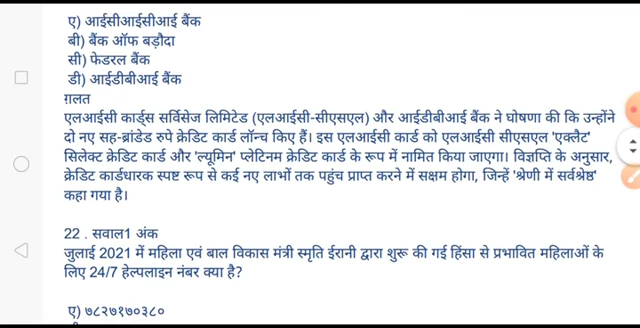 ए) आईसीआईसीआई बैंक
बी) बैंक ऑफ बड़ौदा
सी) फेडरल बैंक
डी) आईडीबीआई बैंक
ग़लत
एलआईसी कार्ड्स सर्विसेज लिमिटेड (एलआईसी-सीएसएल) और आईडीबीआई बैंक ने घोषणा की कि उन्होंने
दो नए सह-ब्रांडेड रुपे क्रेडिट कार्ड लॉन्च किए हैं। इस एलआईसी कार्ड को एलआईसी सीएसएल 'एक्लैट'
सिलेक्ट क्रेडिट कार्ड और 'ल्यूमिन' प्लेटिनम क्रेडिट कार्ड के रूप में नामित किया जाएगा। विज्ञप्ति के अनुसार,
क्रेडिट कार्डधारक स्पष्ट रूप से कई नए लाभों तक पहुंच प्राप्त करने में सक्षम होगा, जिन्हें 'श्रेणी में सर्वश्रेष्ठ'
कहा गया है।
22 . सवाल1 अंक
जुलाई 2021 में महिला एवं बाल विकास मंत्री स्मृति ईरानी द्वारा शुरू की गई हिंसा से प्रभावित महिलाओं के
लिए 24/7 हेल्पलाइन नंबर क्या है?
ए) ७८२७१७०३८०